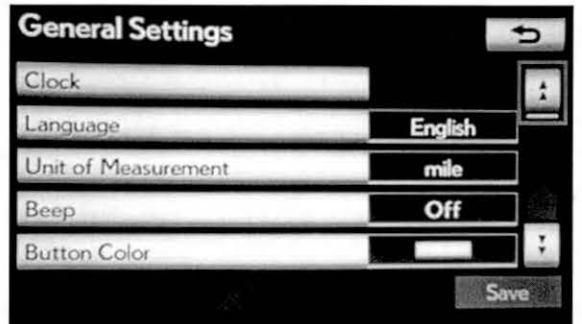 General Settings
Clock
Language English
Unit of Measurement mile
Beep Off
Button Color
Save